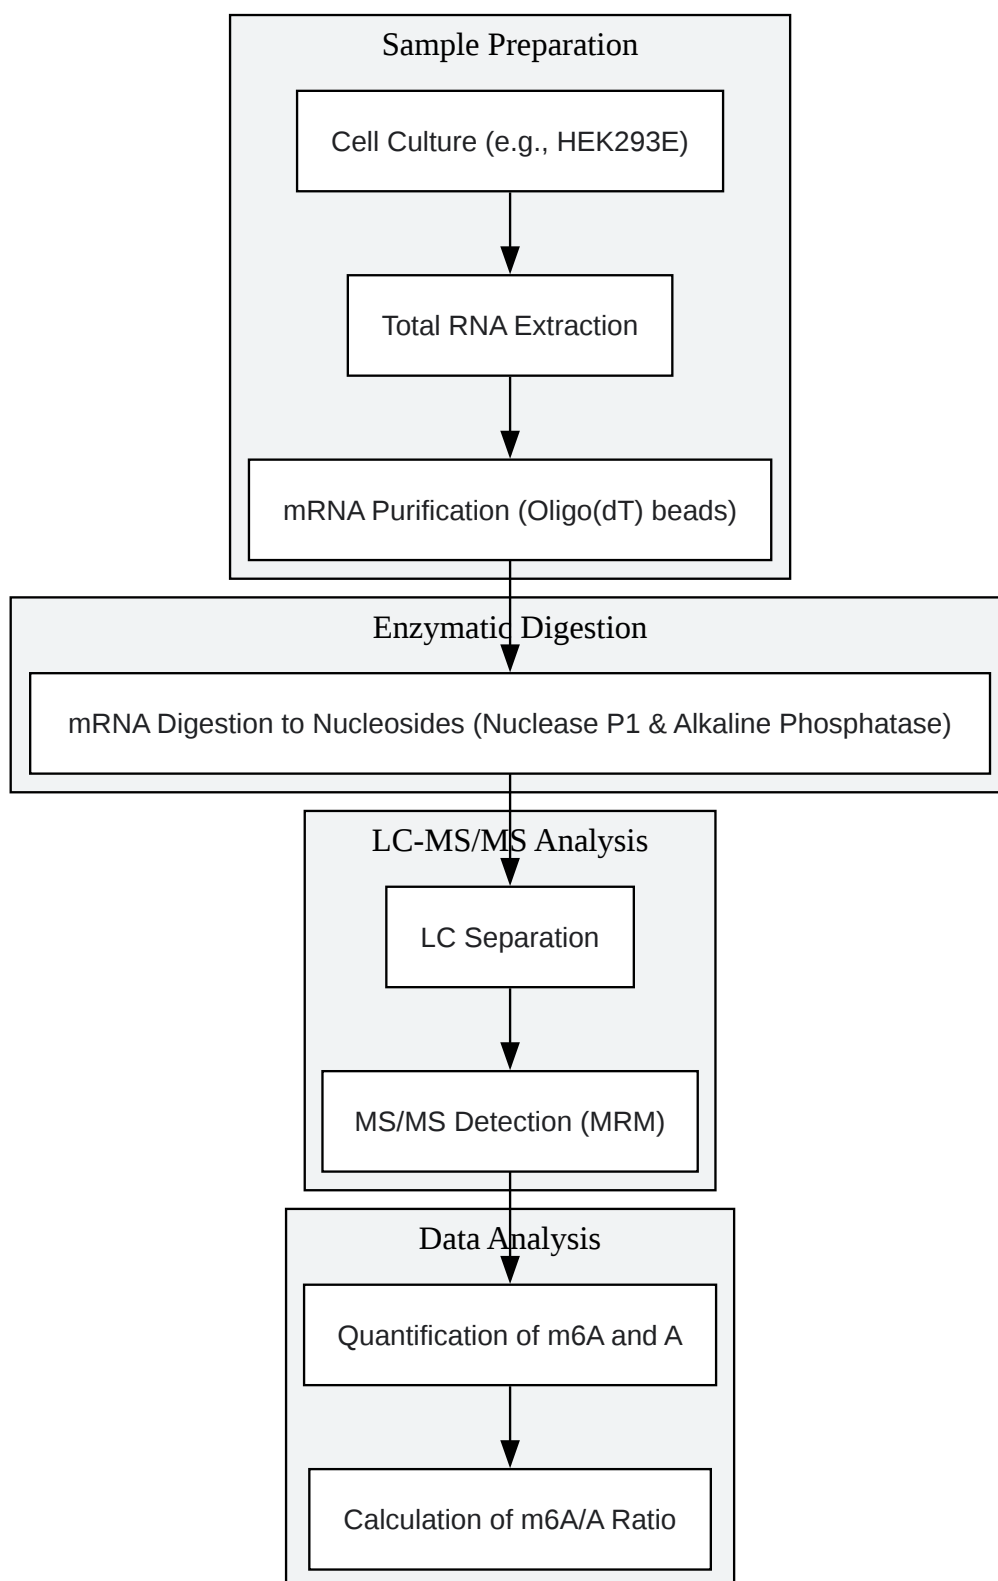 Sample Preparation
Cell Culture (e.g., HEK293E)
Total RNA Extraction
mRNA Purification (Oligo(dT) beads)
Enzymatic Digestion
mRNA Digestion to Nucleosides (Nuclease P1 & Alkaline Phosphatase)
LC-MS/MS Analysis
LC Separation
MS/MS Detection (MRM)
Data Analysis
Quantification of m6A and A
Calculation of m6A/A Ratio